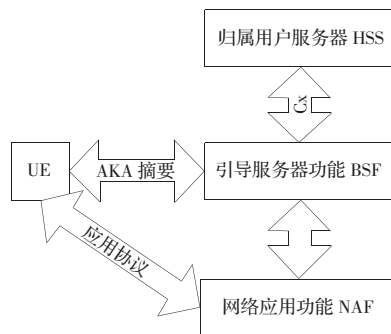 归属用户服务器 HSS
Cx
UE
AKA 摘要
引导服务器功能 BSF
应用协议
网络应用功能 NAF